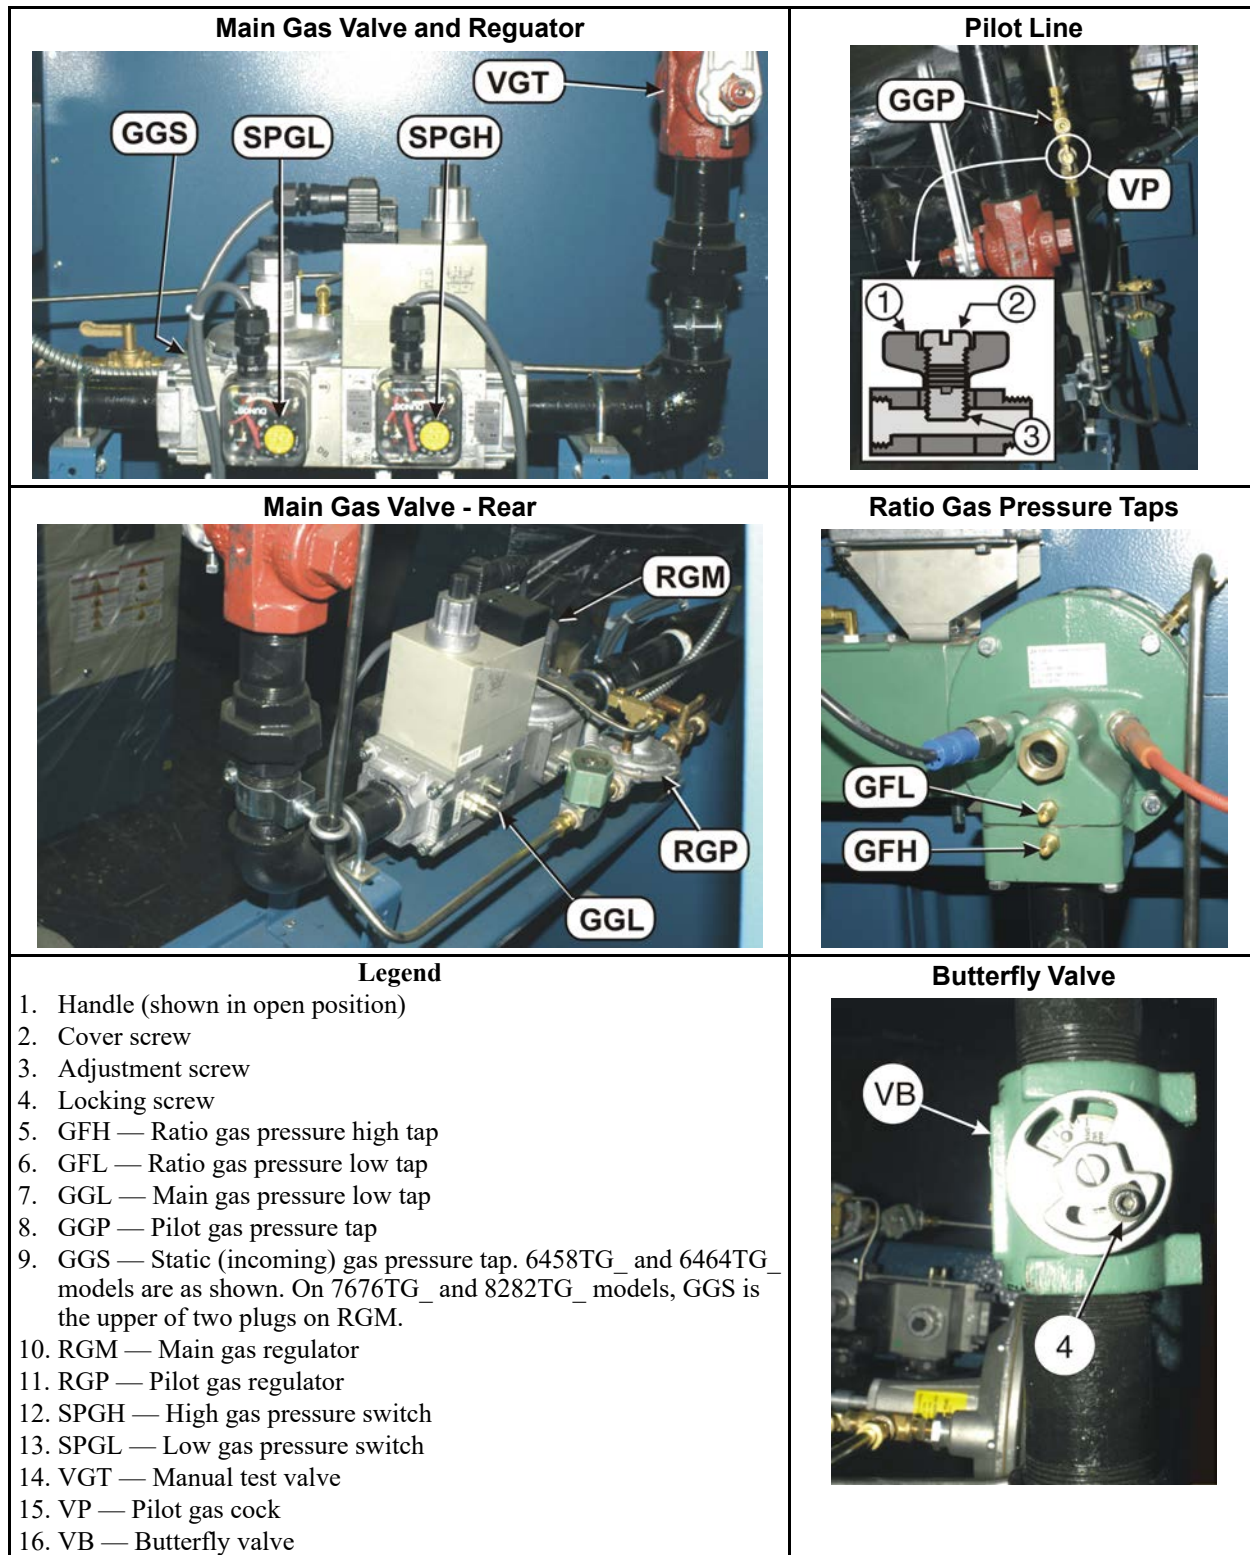 Main Gas Valve and Reguator
VGT
GGS
SPGL
SPGH
Pilot Line
GGP
VP
1
2
3
Main Gas Valve - Rear
RGM
RGP
GGL
Ratio Gas Pressure Taps
GFL
GFH
Legend
1. Handle (shown in open position)
2. Cover screw
3. Adjustment screw
4. Locking screw
5. GFH — Ratio gas pressure high tap
6. GFL — Ratio gas pressure low tap
7. GGL — Main gas pressure low tap
8. GGP — Pilot gas pressure tap
9. GGS — Static (incoming) gas pressure tap. 6458TG_ and 6464TG_
models are as shown. On 7676TG_ and 8282TG_ models, GGS is
the upper of two plugs on RGM.
10. RGM — Main gas regulator
11. RGP — Pilot gas regulator
12. SPGH — High gas pressure switch
13. SPGL — Low gas pressure switch
14. VGT — Manual test valve
15. VP — Pilot gas cock
16. VB — Butterfly valve
Butterfly Valve
VB
4